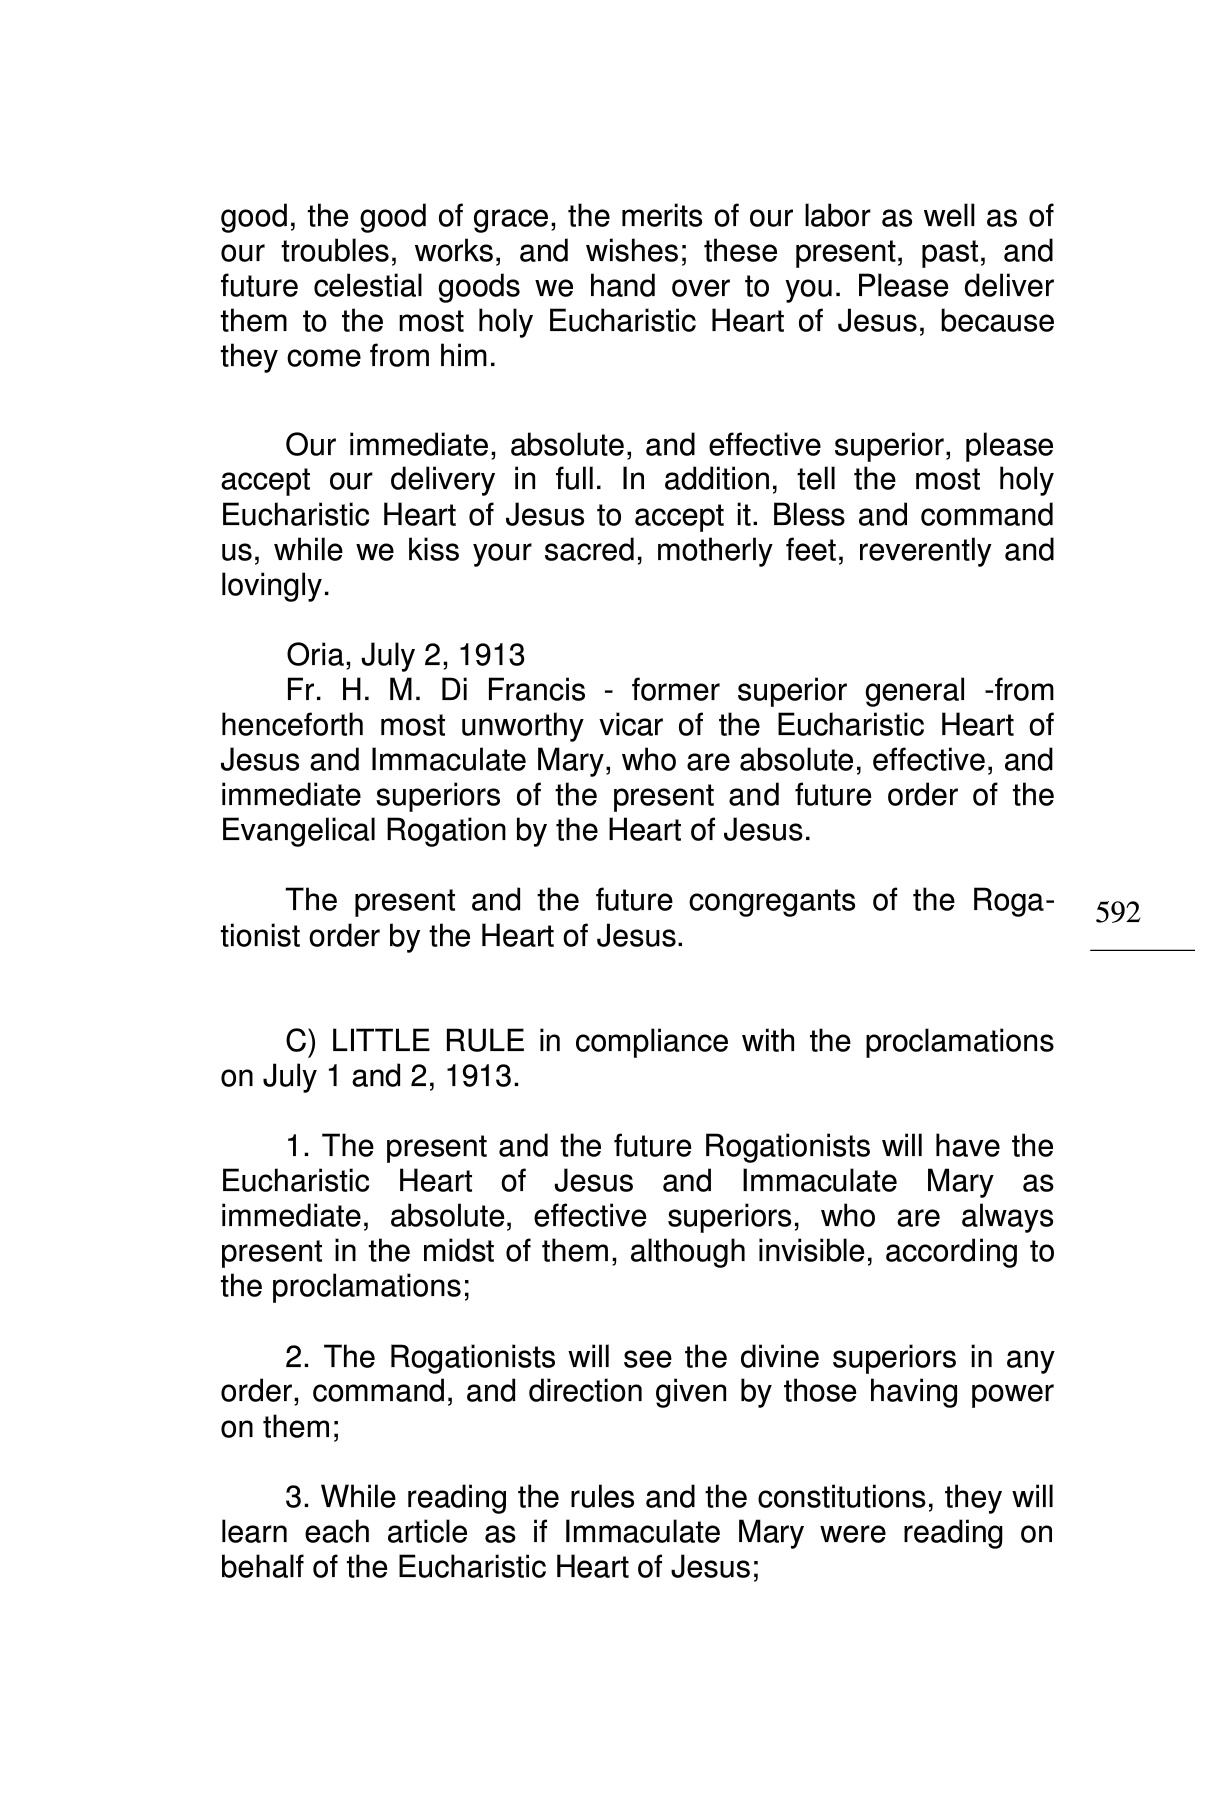 good, the good of grace, the merits of our labor as well as of
our troubles, works, and wishes; these present, past, and
future celestial goods we hand over to you. Please deliver
them to the most holy Eucharistic Heart of Jesus, because
they come from him.
Our immediate, absolute, and effective superior, please
accept our delivery in full. In addition, tell the most holy
Eucharistic Heart of Jesus to accept it. Bless and command
us, while we kiss your sacred, motherly feet, reverently and
lovingly.
Oria, July 2, 1913
Fr. H. M. Di Francis - former superior general -from
henceforth most unworthy vicar of the Eucharistic Heart of
Jesus and Immaculate Mary, who are absolute, effective, and
immediate superiors of the present and future order of the
Evangelical Rogation by the Heart of Jesus.
The present and the future congregants of the Roga-
tionist order by the Heart of Jesus.
592
C) LITTLE RULE in compliance with the proclamations
on July 1 and 2, 1913.
1. The present and the future Rogationists will have the
Eucharistic Heart of Jesus and Immaculate Mary as
immediate, absolute, effective superiors, who are always
present in the midst of them, although invisible, according to
the proclamations;
2. The Rogationists will see the divine superiors in any
order, command, and direction given by those having power
on them;
3. While reading the rules and the constitutions, they will
learn each article as if Immaculate Mary were reading on
behalf of the Eucharistic Heart of Jesus;